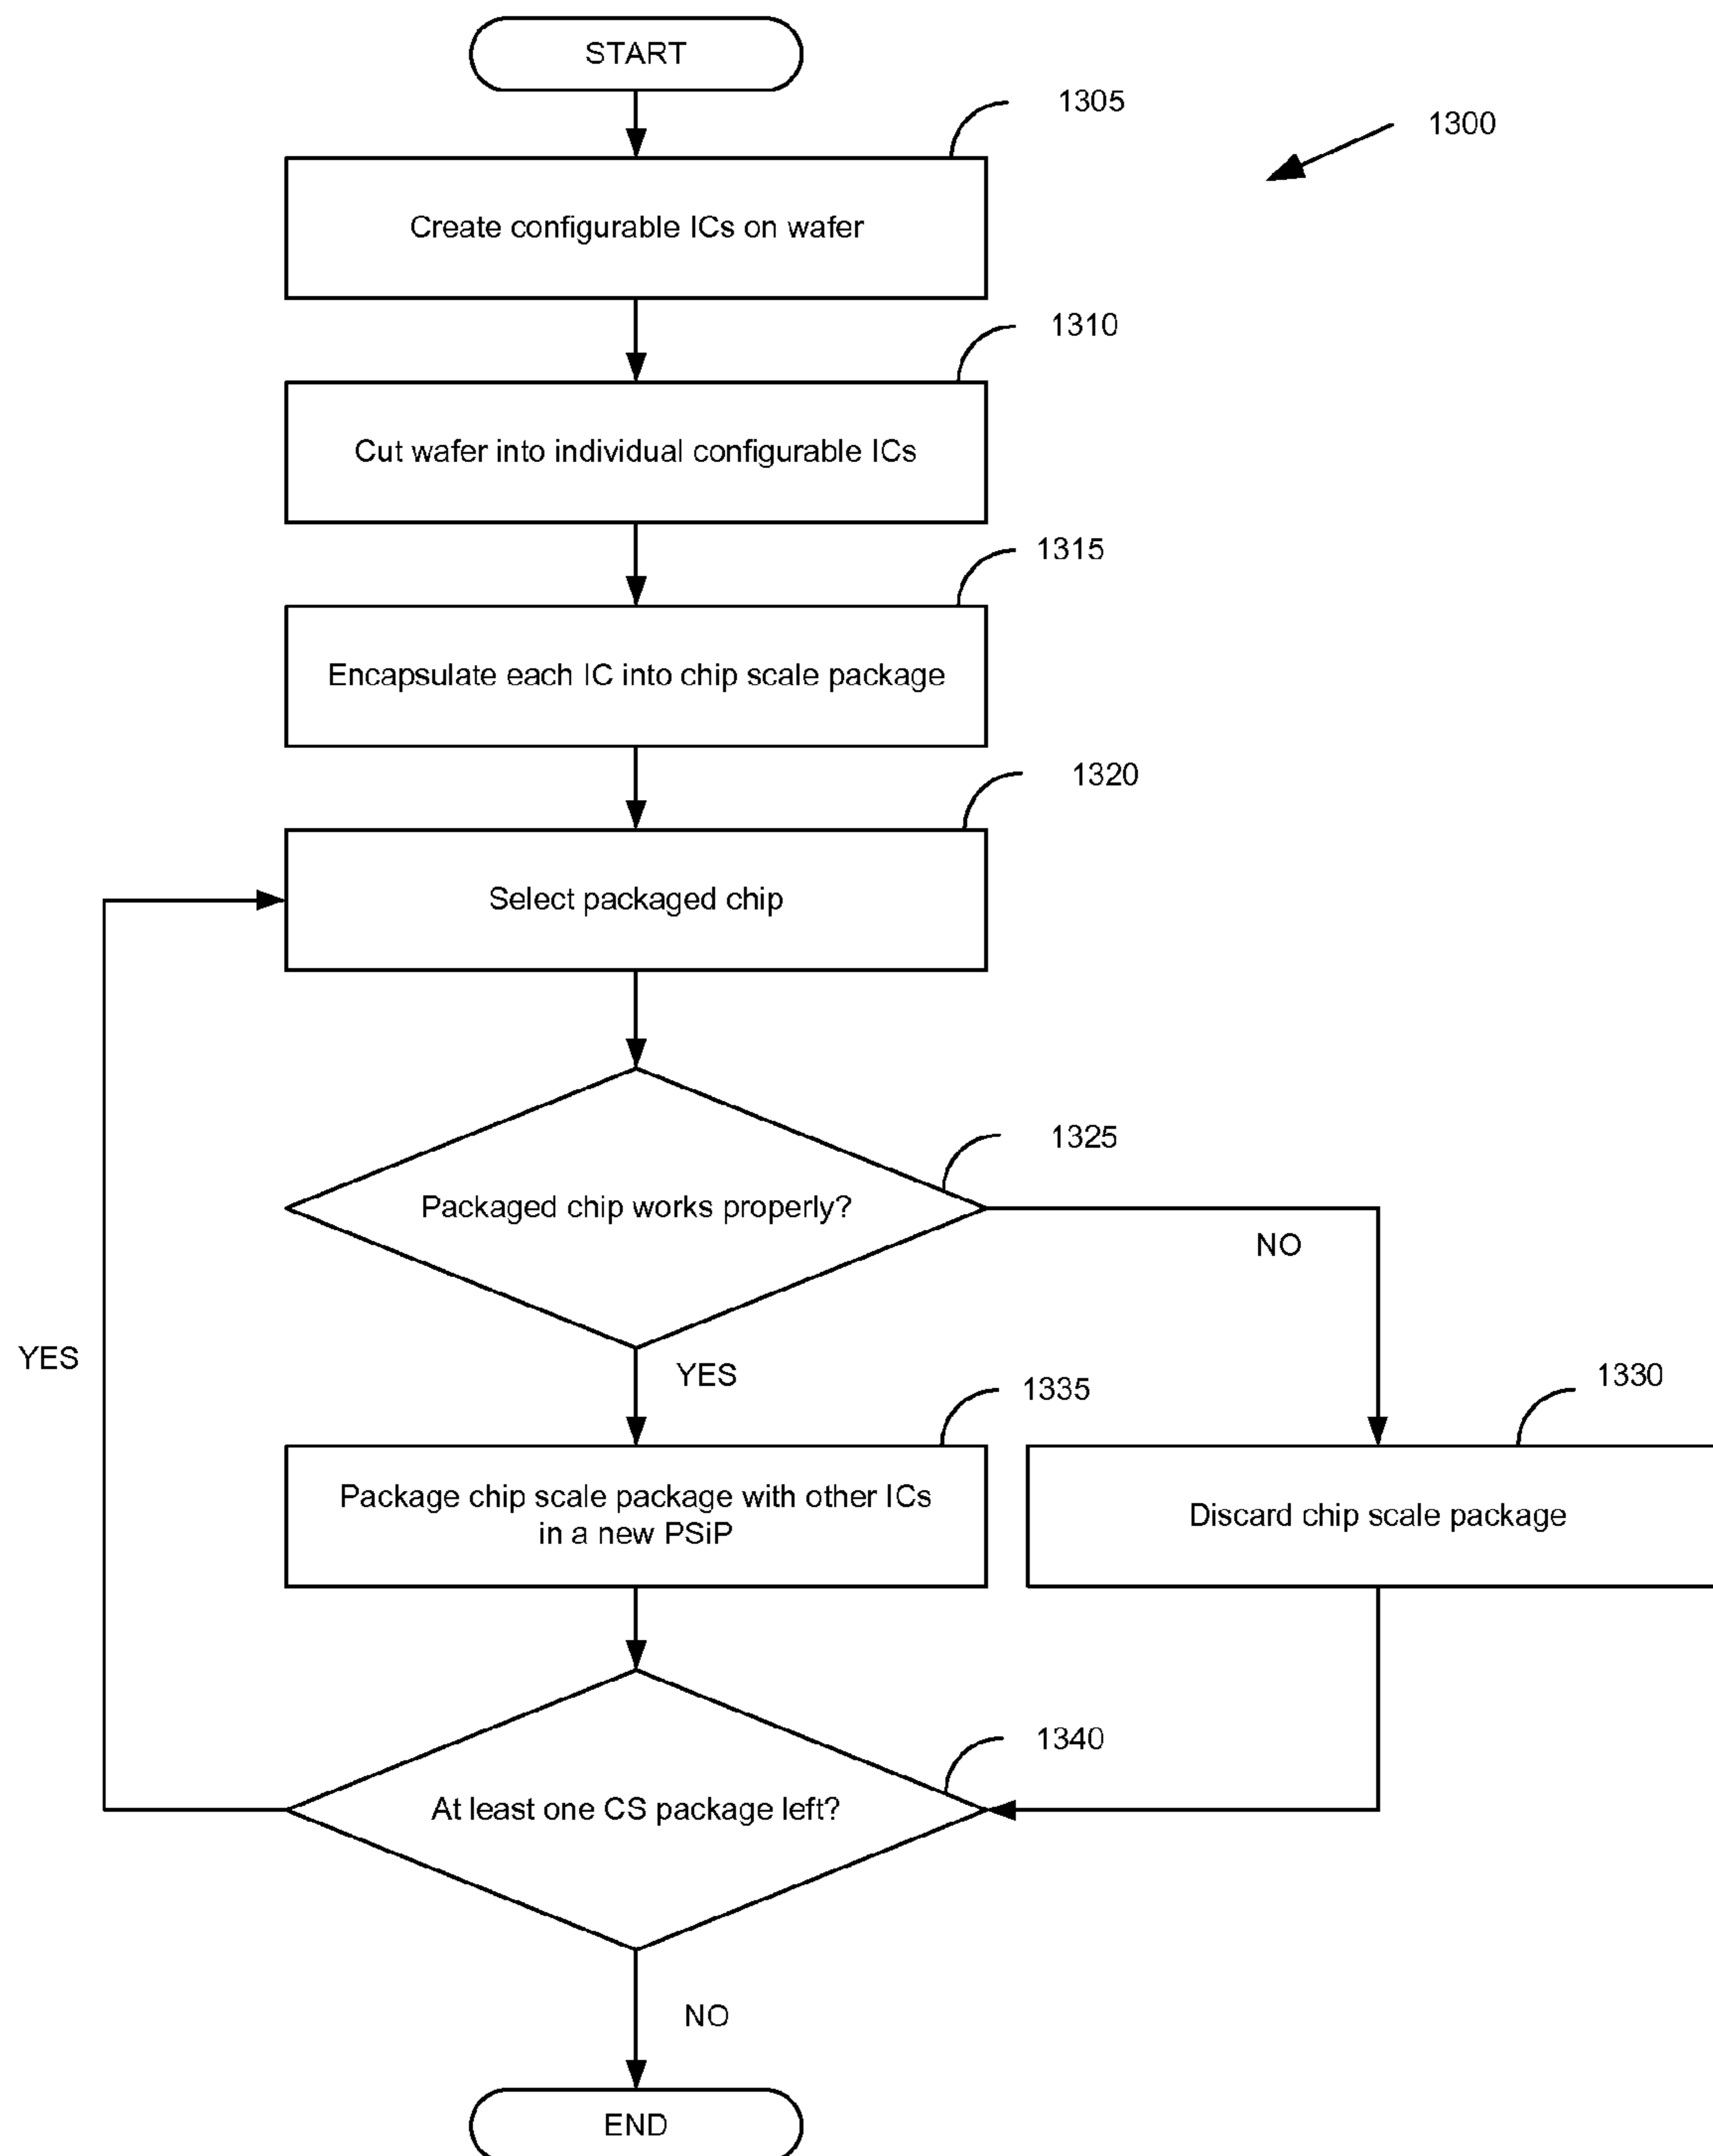 START
1305
1300
Create configurable ICs on wafer
1310
Cut wafer into individual configurable ICs
1315
Encapsulate each IC into chip scale package
1320
Select packaged chip
1325
Packaged chip works properly?
NO
YES
YES
1335
1330
Package chip scale package with other ICs
in a new PSiP
Discard chip scale package
1340
At least one CS package left?
NO
END